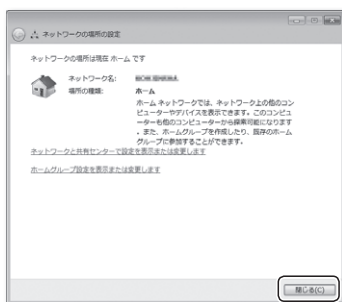 ネットワークの場所の設定
ネットワークの場所は現在 ホーム です
ネットワーク名:
場所の種類: ホーム
ホーム ネットワークでは、ネットワーク上の他のコン
ピューターやデバイスを表示できます。このコンピュ
ーターも他のコンピューターから探索可能になります
。また、ホームグループを作成したり、既存のホーム
グループに参加することができます。
ネットワークと共有センターで設定を表示または変更します
ホームグループ設定を表示または変更します
閉じる(C)